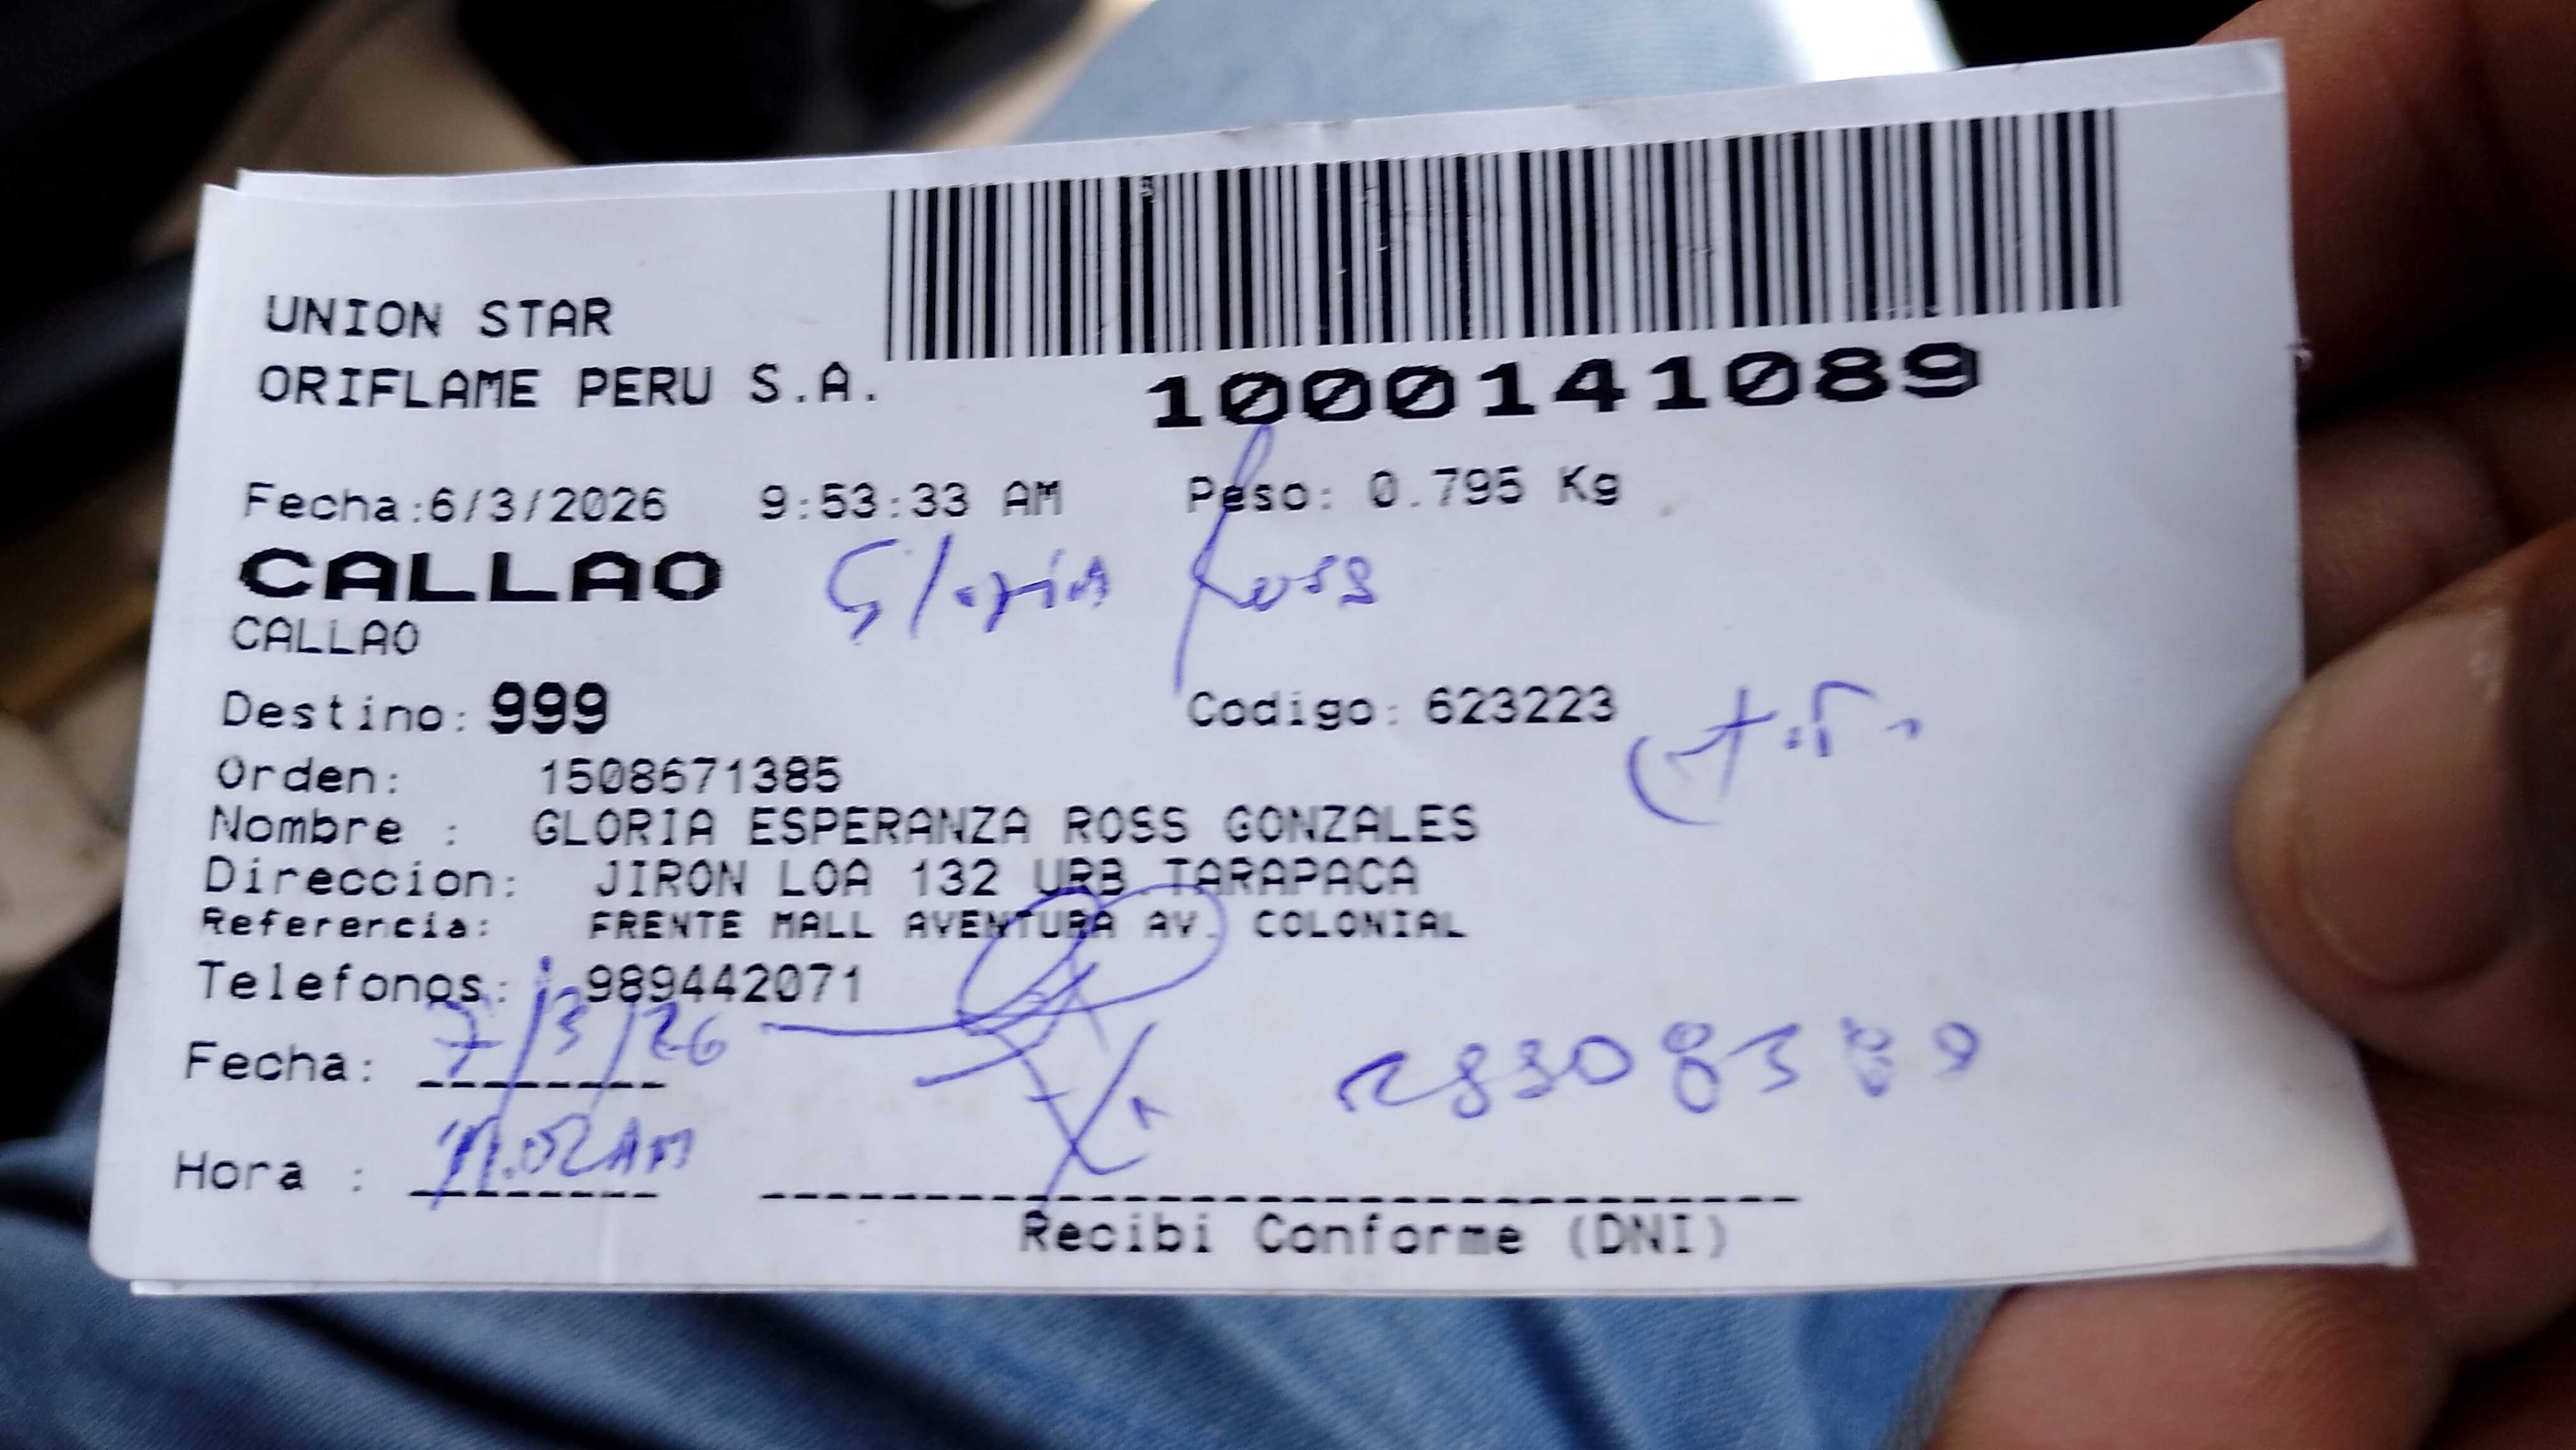 UNION STAR
ORIFLAME PERU S.A.
1000141089
Fecha:6/3/2026 9:53:33 AM Peso: 0.795 Kg
CALLAO Gloria Ross
CALLAO
Destino: 999 Codigo: 623223
Orden: 1508671385
Nombre : GLORIA ESPERANZA ROSS GONZALES
Direccion: JIRON LOA 132 URB TARAPACA
Referencia: FRENTE MALL AVENTURA AV. COLONIAL
Telefonos: 989442071
Fecha: 7/3/26
Hora : 11.02AM
Recibi Conforme (DNI)